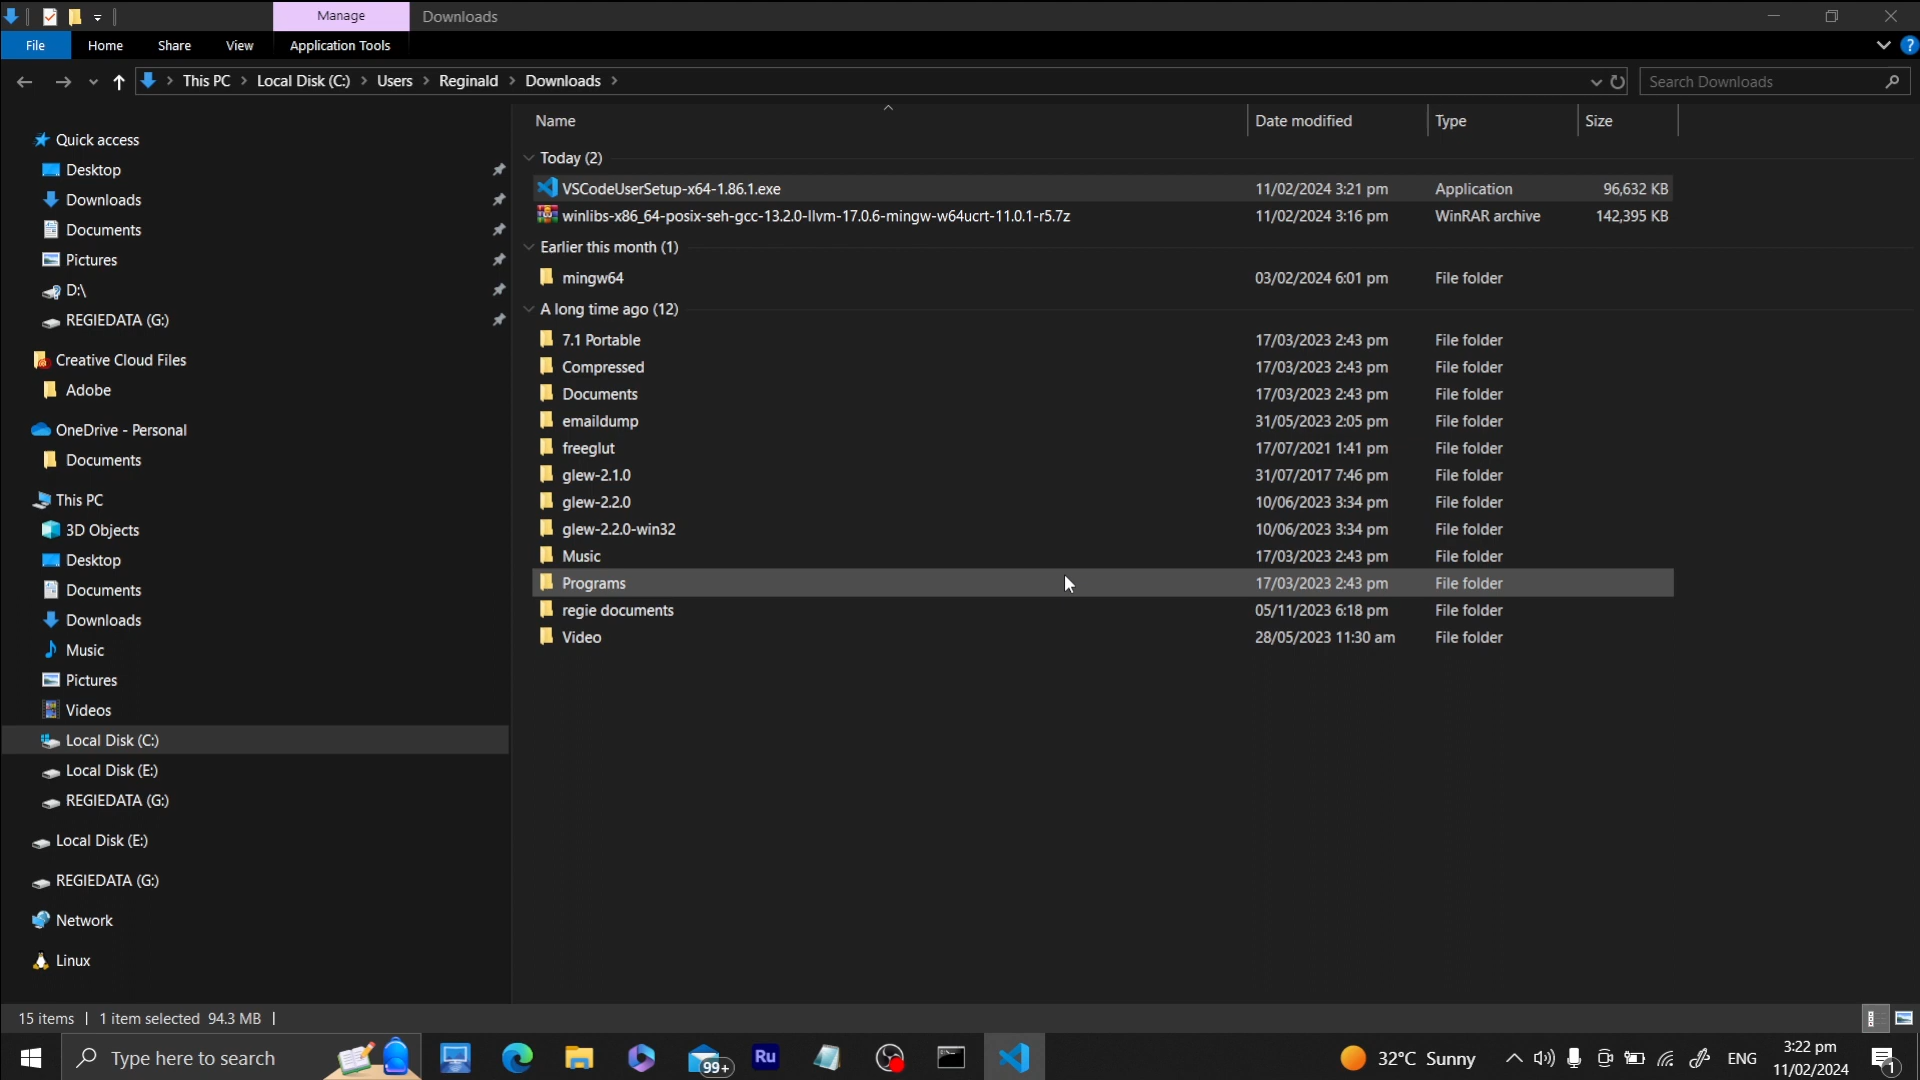 Manage Downloads
File Home Share View Application Tools
This PC Local Disk (C:) Users Reginald Downloads Search Downloads
Name Date modified Type Size
Quick access
Desktop
Downloads
Documents
Pictures
D:\
REGIEDATA (G:)
Creative Cloud Files
Adobe
OneDrive - Personal
Documents
This PC
3D Objects
Desktop
Documents
Downloads
Music
Pictures
Videos
Local Disk (C:)
Local Disk (E:)
REGIEDATA (G:)
Local Disk (E:)
REGIEDATA (G:)
Network
Linux
Today (2)
VSCodeUserSetup-x64-1.86.1.exe 11/02/2024 3:21 pm Application 96,632 KB
winlibs-x86_64-posix-seh-gcc-13.2.0-llvm-17.0.6-mingw-w64ucrt-11.0.1-r5.7z 11/02/2024 3:16 pm WinRAR archive 142,395 KB
Earlier this month (1)
mingw64 03/02/2024 6:01 pm File folder
A long time ago (12)
7.1 Portable 17/03/2023 2:43 pm File folder
Compressed 17/03/2023 2:43 pm File folder
Documents 17/03/2023 2:43 pm File folder
emaildump 31/05/2023 2:05 pm File folder
freeglut 17/07/2021 1:41 pm File folder
glew-2.1.0 31/07/2017 7:46 pm File folder
glew-2.2.0 10/06/2023 3:34 pm File folder
glew-2.2.0-win32 10/06/2023 3:34 pm File folder
Music 17/03/2023 2:43 pm File folder
Programs 17/03/2023 2:43 pm File folder
regie documents 05/11/2023 6:18 pm File folder
Video 28/05/2023 11:30 am File folder
15 items 1 item selected 94.3 MB
Type here to search 99+ Ru 32°C Sunny ENG 3:22 pm 1
11/02/2024